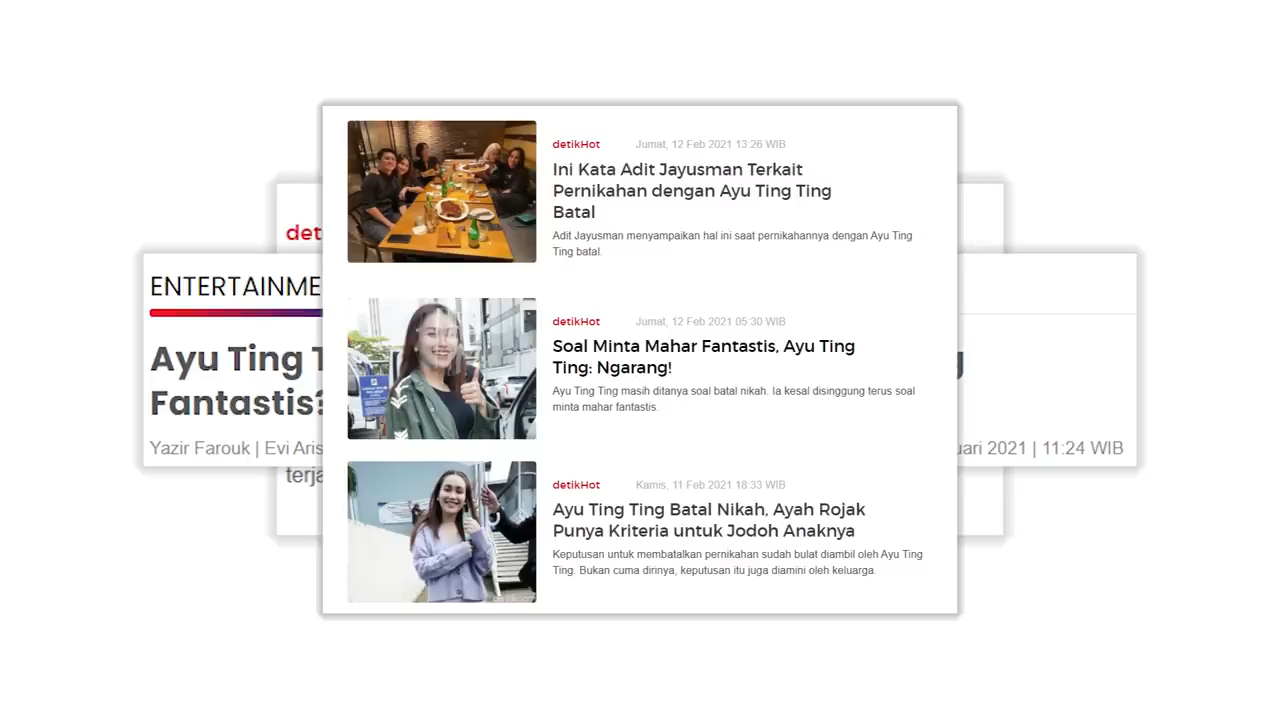 detikHot Jumat, 12 Feb 2021 13.26 WIB
Ini Kata Adit Jayusman Terkait
Pernikahan dengan Ayu Ting Ting
Batal
Adit Jayusman menyampaikan hal ini saat pernikahannya dengan Ayu Ting
Ting batal.
detikHot Jumat, 12 Feb 2021 05:30 WIB
Soal Minta Mahar Fantastis, Ayu Ting
Ting: Ngarang!
Ayu Ting Ting masih ditanya soal batal nikah. Ia kesal disinggung terus soal
minta mahar fantastis.
detikHot Kamis, 11 Feb 2021 18:33 WIB
Ayu Ting Ting Batal Nikah, Ayah Rojak
Punya Kriteria untuk Jodoh Anaknya
Keputusan untuk membatalkan pernikahan sudah bulat diambil oleh Ayu Ting
Ting. Bukan cuma dirinya, keputusan itu juga diamini oleh keluarga.
det
ENTERTAINME
Ayu Ting
Fantastis?
Yazir Farouk | Evi Aris uari 2021 | 11:24 WIB
terja